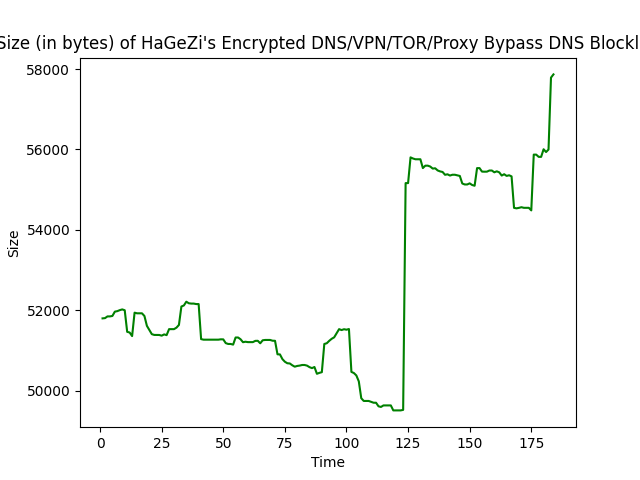 Size (in bytes) of HaGeZi's Encrypted DNS/VPN/TOR/Proxy Bypass DNS Blockl
58000
56000
54000
52000
50000
Size
0 25 50 75 100 125 150 175
Time